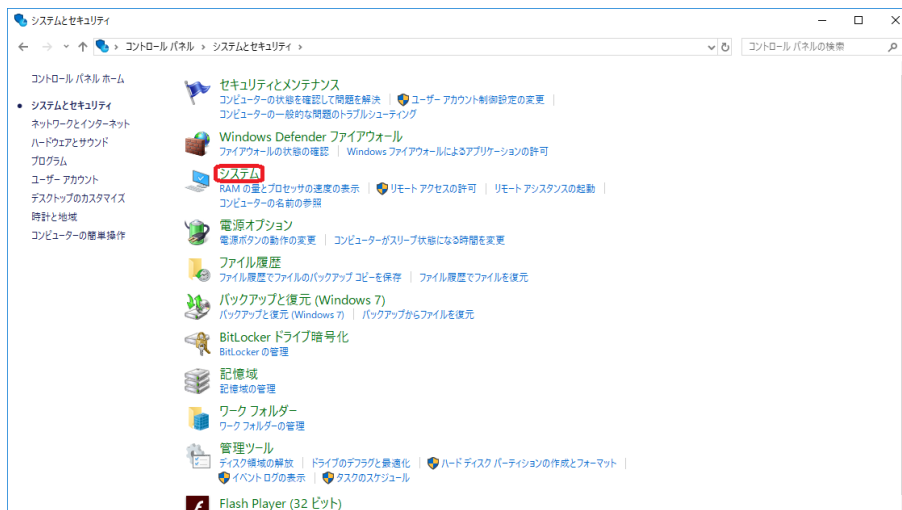 システムとセキュリティ
コントロール パネル › システムとセキュリティ ›
コントロール パネルの検索
コントロール パネル ホーム
システムとセキュリティ
ネットワークとインターネット
ハードウェアとサウンド
プログラム
ユーザー アカウント
デスクトップのカスタマイズ
時計と地域
コンピューターの簡単操作
セキュリティとメンテナンス
コンピューターの状態を確認して問題を解決 ユーザー アカウント制御設定の変更
コンピューターの一般的な問題のトラブルシューティング
Windows Defender ファイアウォール
ファイアウォールの状態の確認 Windows ファイアウォールによるアプリケーションの許可
システム
RAM の量とプロセッサの速度の表示 リモート アクセスの許可 リモート アシスタンスの起動
コンピューターの名前の参照
電源オプション
電源ボタンの動作の変更 コンピューターがスリープ状態になる時間を変更
ファイル履歴
ファイル履歴でファイルのバックアップ コピーを保存 ファイル履歴でファイルを復元
バックアップと復元 (Windows 7)
バックアップと復元 (Windows 7) バックアップからファイルを復元
BitLocker ドライブ暗号化
BitLocker の管理
記憶域
記憶域の管理
ワーク フォルダー
ワーク フォルダーの管理
管理ツール
ディスク領域の解放 ドライブのデフラグと最適化 ハード ディスク パーティションの作成とフォーマット
イベント ログの表示 タスクのスケジュール
Flash Player (32 ビット)